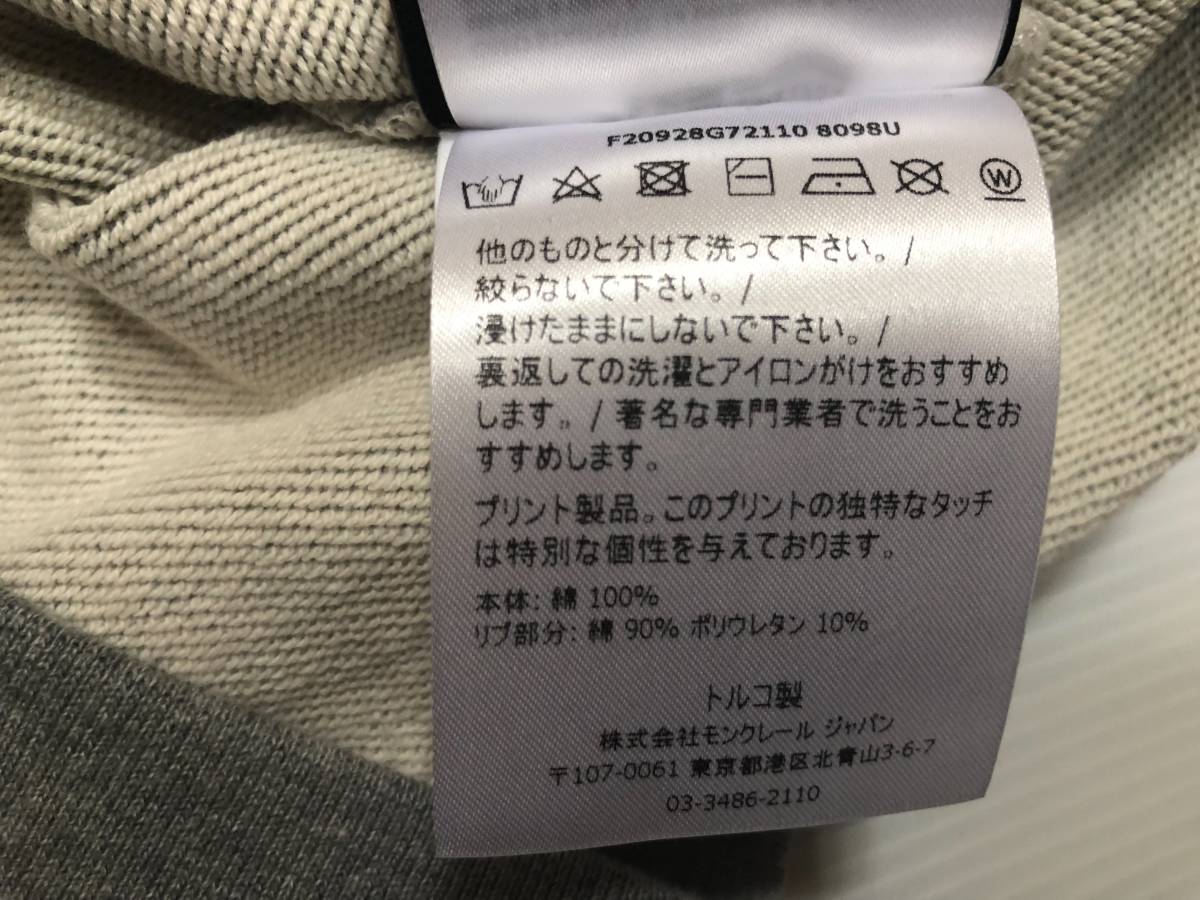 F20928G72110 8098U
W
他のものと分けて洗って下さい。/
絞らないで下さい。/
浸けたままにしないで下さい。/
裏返しての洗濯とアイロンがけをおすすめ
します。/ 著名な専門業者で洗うことをお
すすめします。
プリント製品。このプリントの独特なタッチ
は特別な個性を与えております。
本体: 綿 100%
リブ部分: 綿 90% ポリウレタン 10%
トルコ製
株式会社モンクレール ジャパン
〒107-0061 東京都港区北青山3-6-7
03-3486-2110